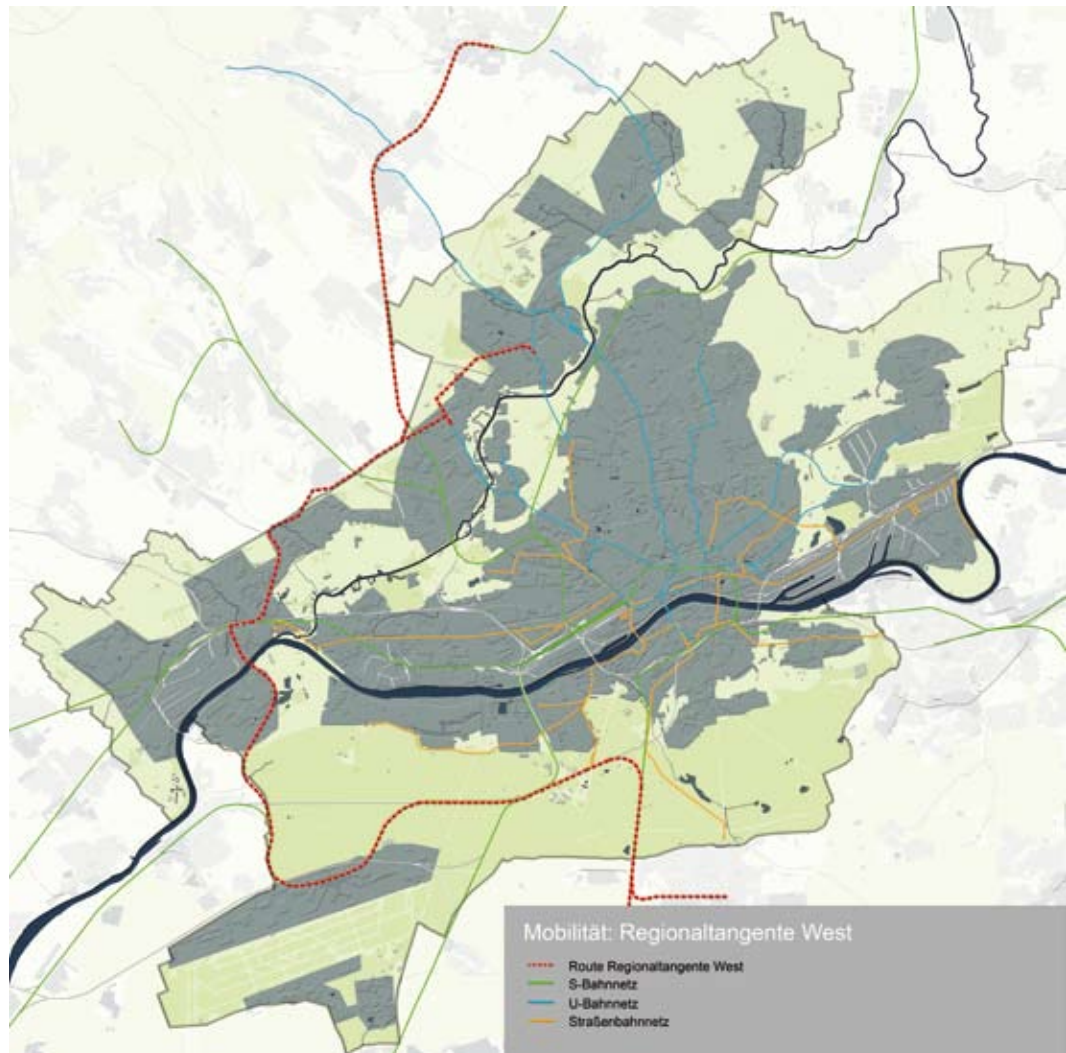 Mobilität: Regionaltangente West
Route Regionaltangente West
S-Bahnnetz
U-Bahnnetz
Straßenbahnnetz